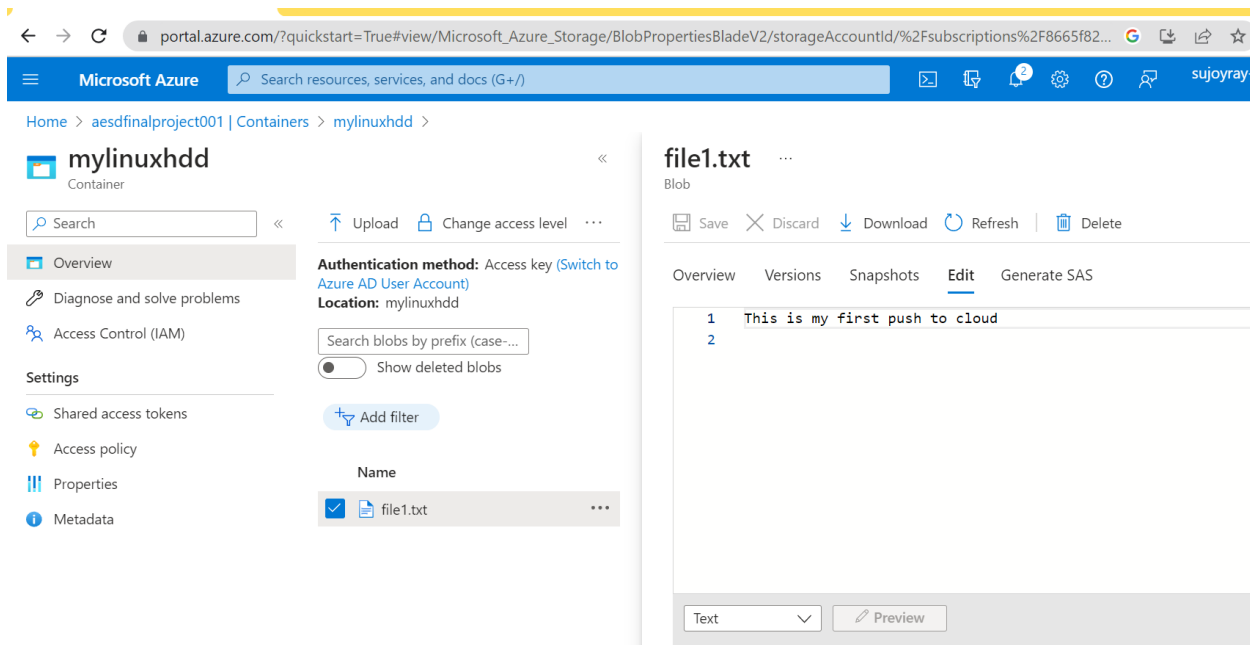 portal.azure.com/?quickstart=True#view/Microsoft_Azure_Storage/BlobPropertiesBladeV2/storageAccountId/%2Fsubscriptions%2F8665f82...
Microsoft Azure
Search resources, services, and docs (G+/)
2
sujoyray-
Home > aesdfinalproject001 | Containers > mylinuxhdd >
mylinuxhdd
Container
Search
Overview
Diagnose and solve problems
Access Control (IAM)
Settings
Shared access tokens
Access policy
Properties
Metadata
Upload Change access level ...
Authentication method: Access key (Switch to
Azure AD User Account)
Location: mylinuxhdd
Search blobs by prefix (case-...
Show deleted blobs
Add filter
Name
file1.txt ...
file1.txt ...
Blob
Save Discard Download Refresh Delete
Overview Versions Snapshots Edit Generate SAS
1 This is my first push to cloud
2
Text Preview